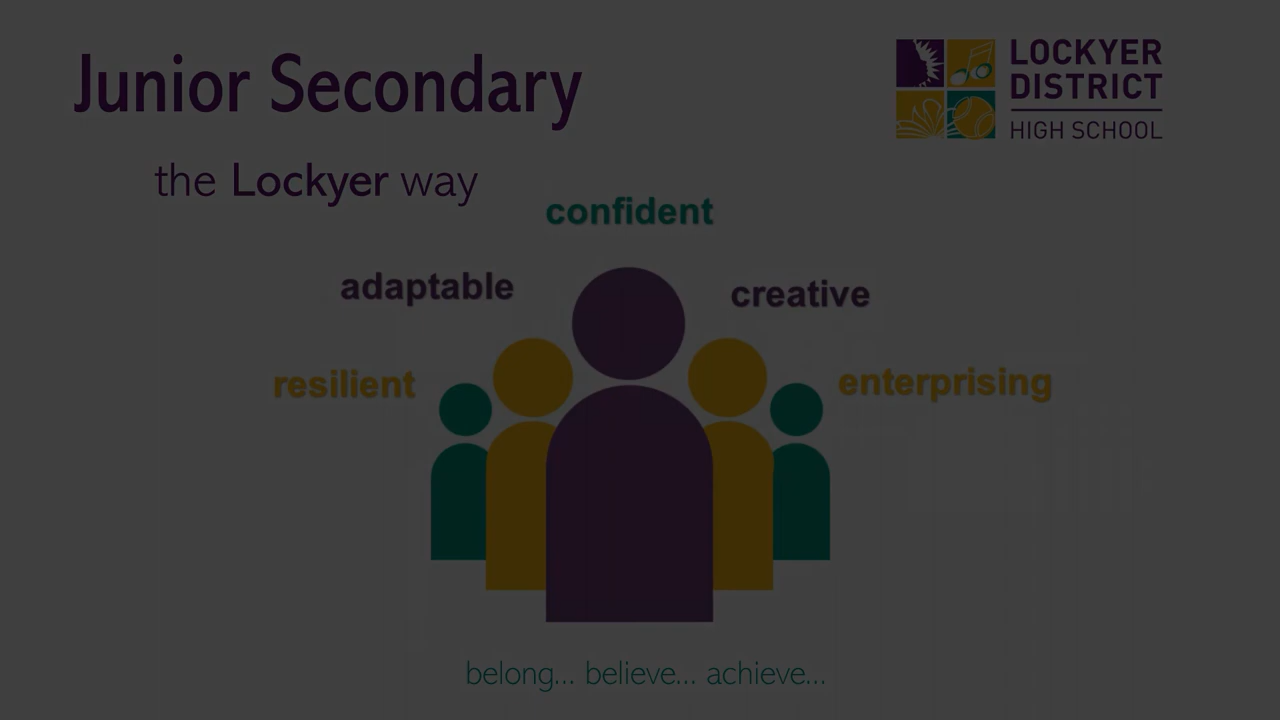 Junior Secondary
LOCKYER
DISTRICT
HIGH SCHOOL
the Lockyer way
confident
adaptable
creative
resilient
enterprising
belong... believe... achieve...